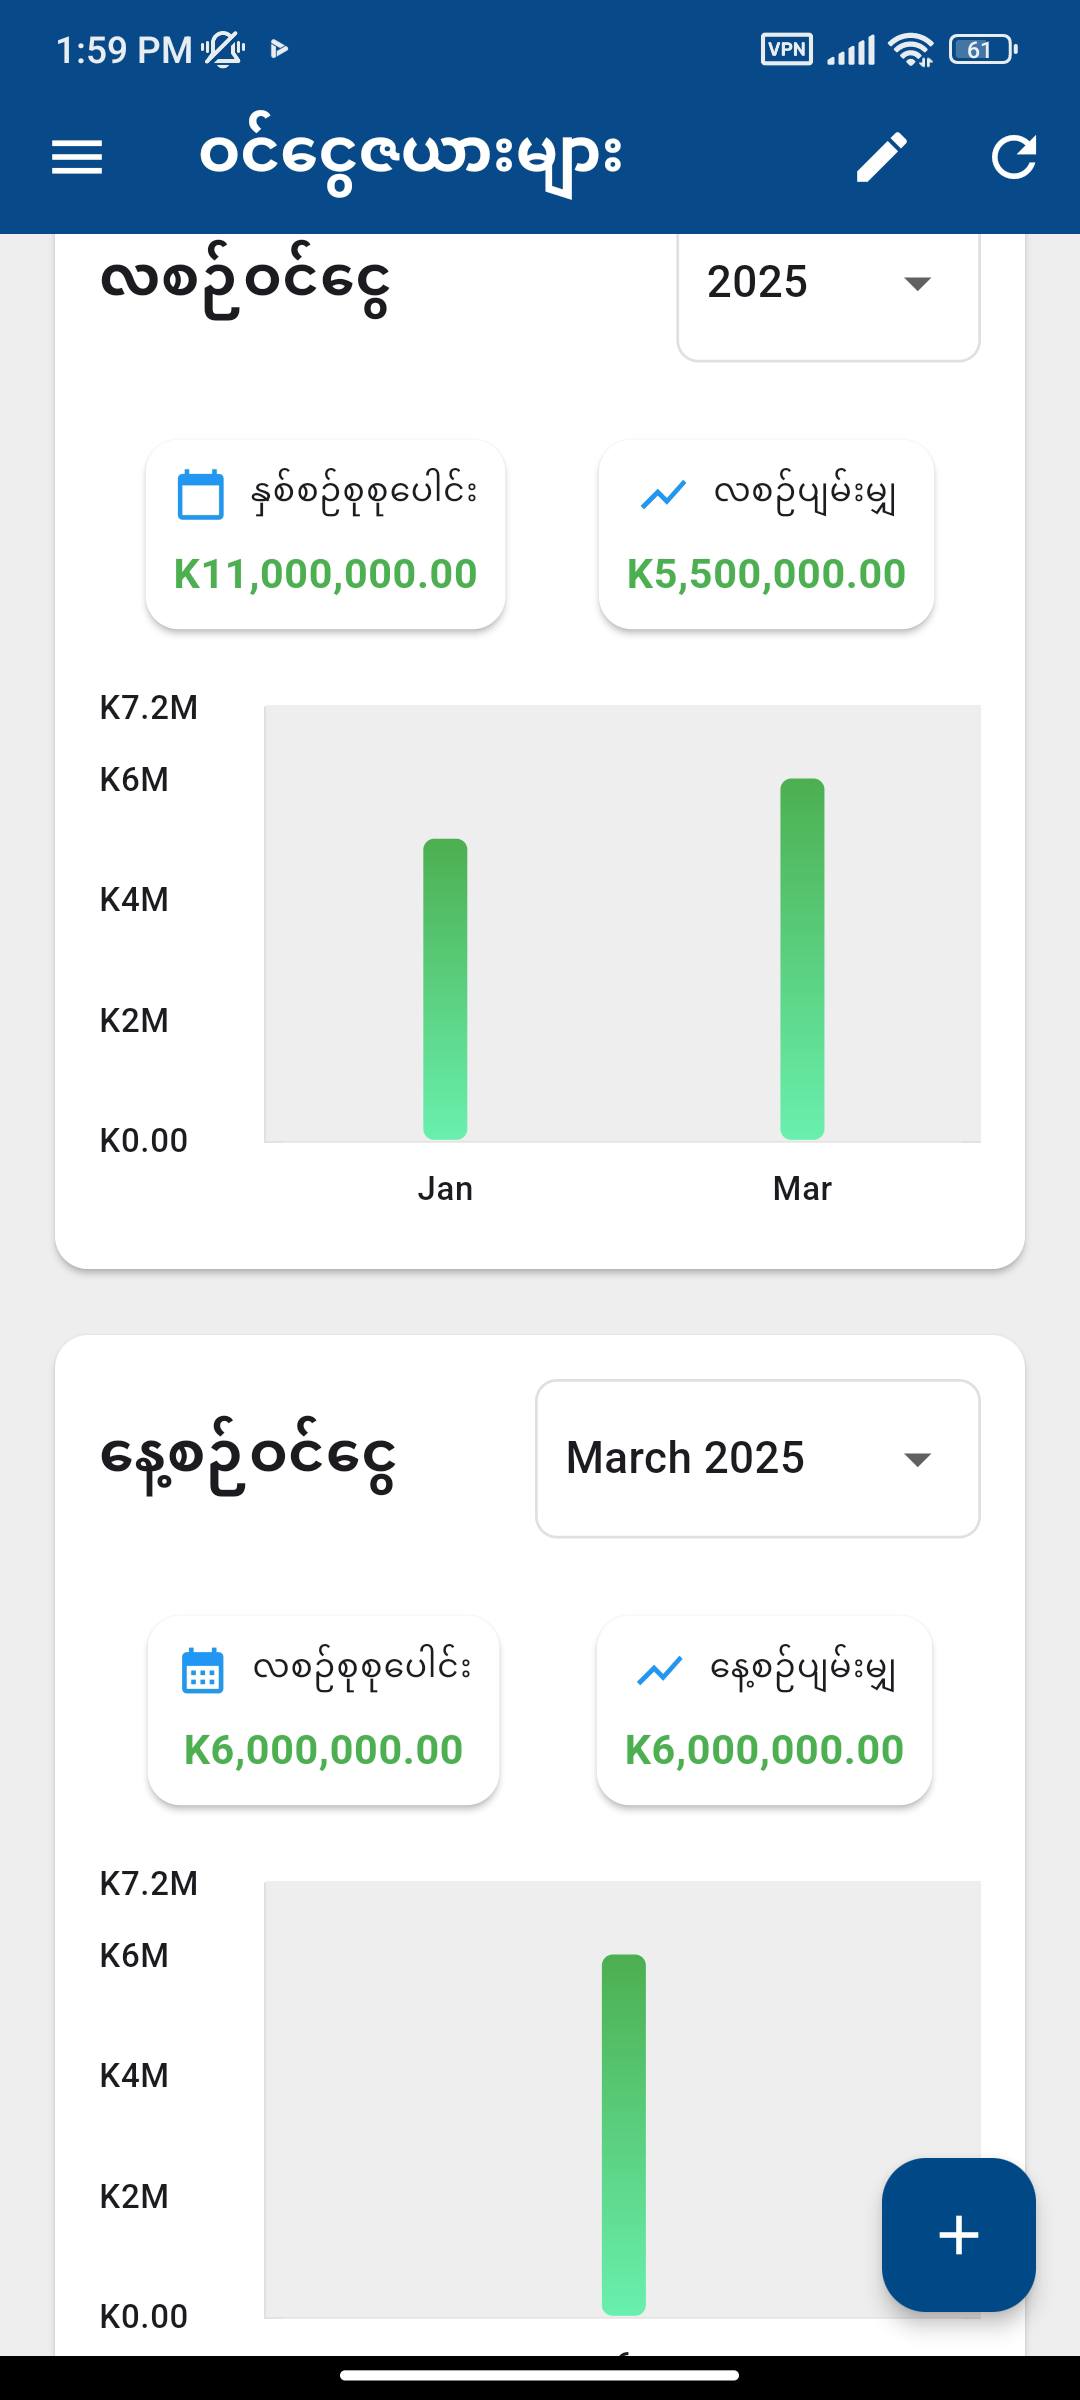 1:59 PM
VPN
61
ဝင်ငွေဇယားများ
လစဉ်ဝင်ငွေ
2025
နှစ်စဉ်စုစုပေါင်း
လစဉ်ပျမ်းမျှ
K11,000,000.00
K5,500,000.00
K7.2M
K6M
K4M
K2M
K0.00
Jan
Mar
နေ့စဉ်ဝင်ငွေ
March 2025
လစဉ်စုစုပေါင်း
နေ့စဉ်ပျမ်းမျှ
K6,000,000.00
K6,000,000.00
K7.2M
K6M
K4M
K2M
K0.00